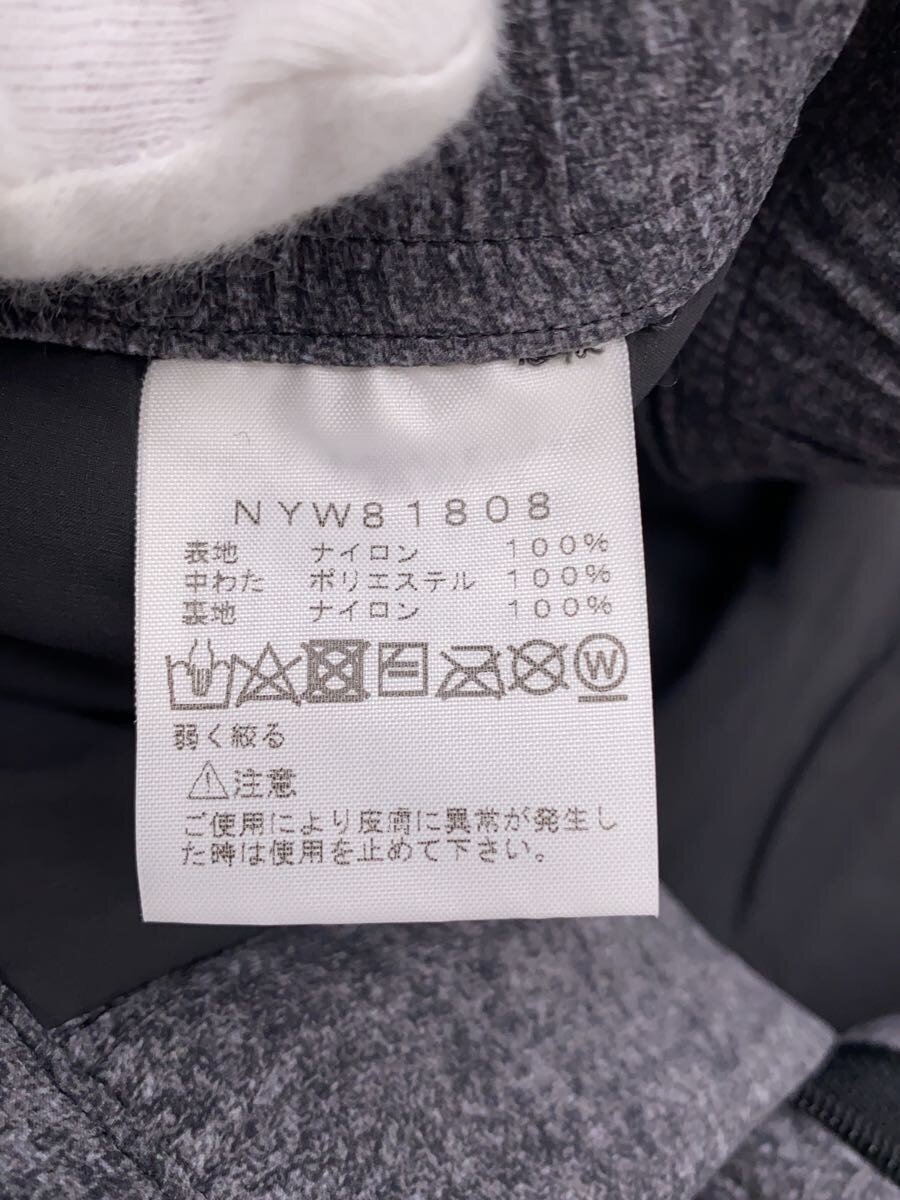 NYW81808
表地 ナイロン 100%
中わた ポリエステル 100%
裏地 ナイロン 100%
W
弱く絞る
注意
ご使用により皮膚に異常が発生し
た時は使用を止めて下さい。